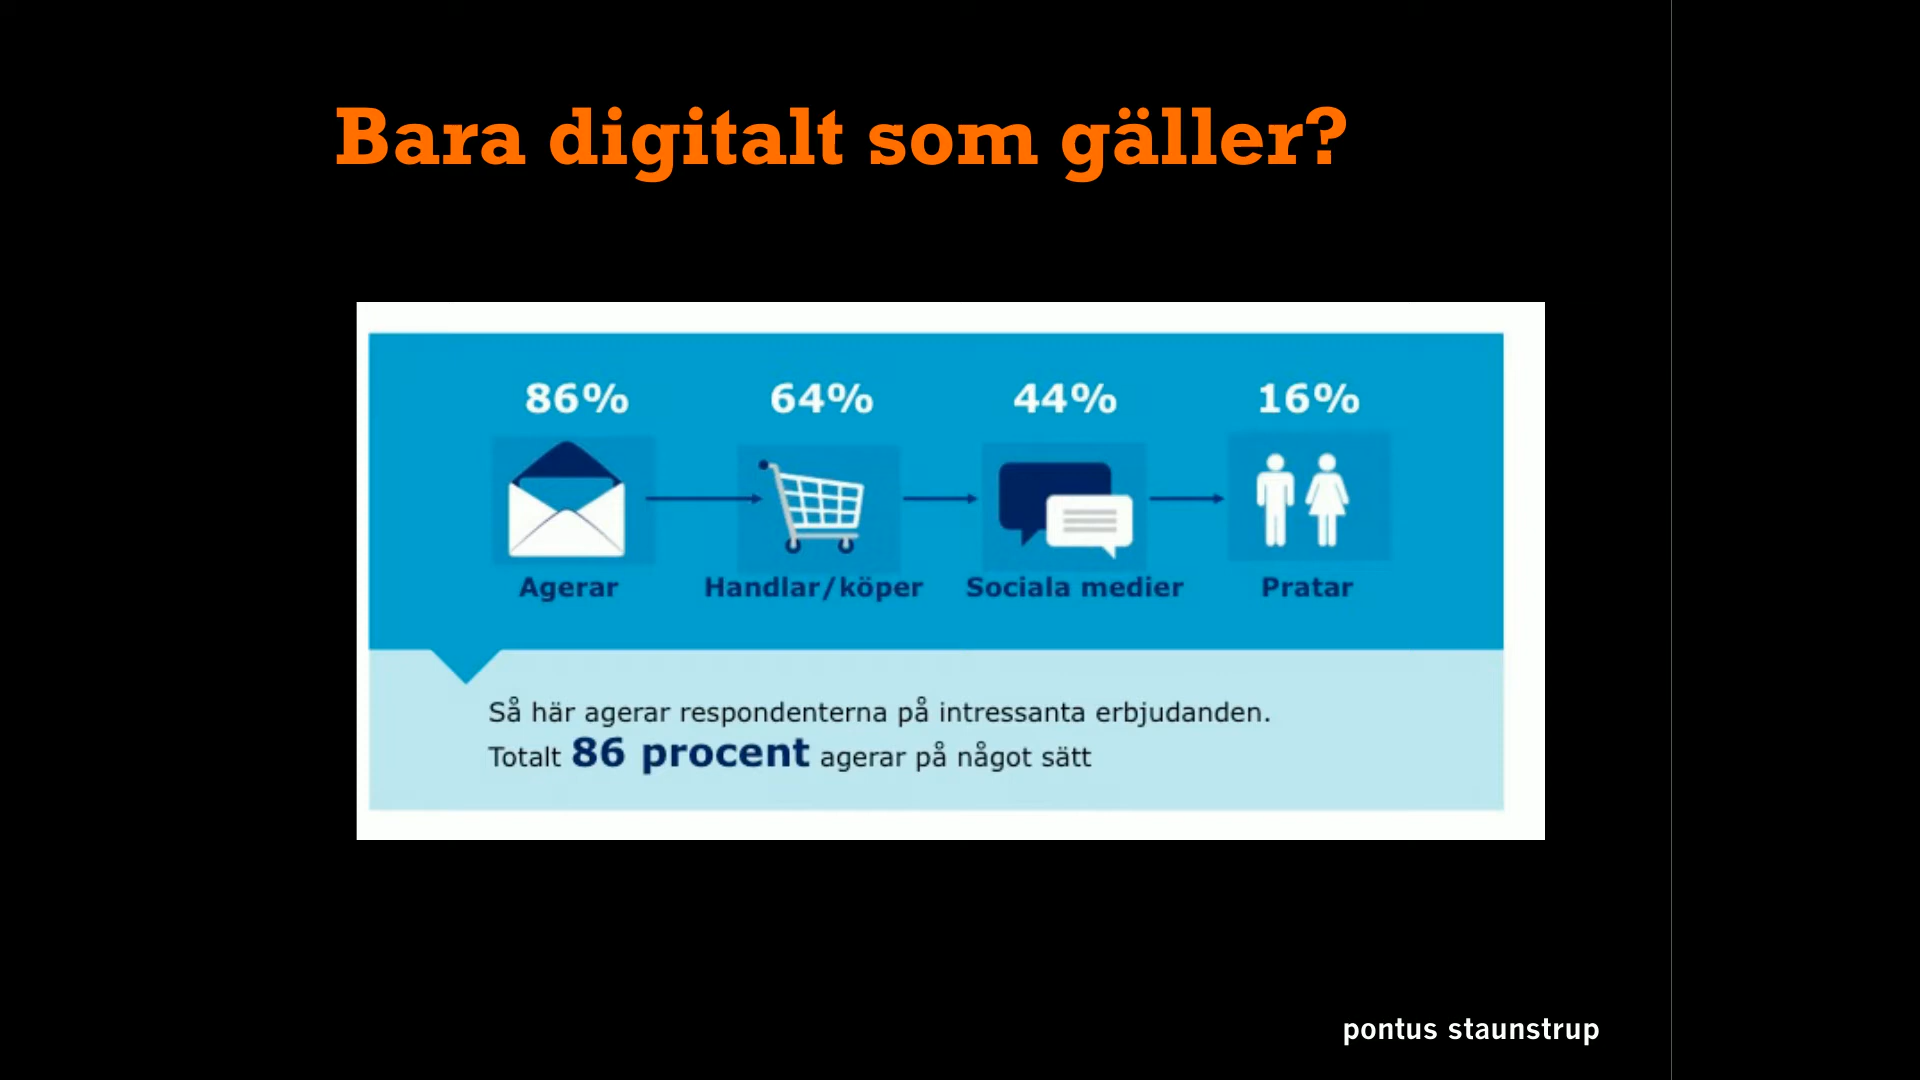 Bara digitalt som gäller?
86% 64% 44% 16%
Agerar Handlar/köper Sociala medier Pratar
Så här agerar respondenterna på intressanta erbjudanden.
Totalt 86 procent agerar på något sätt
pontus staunstrup